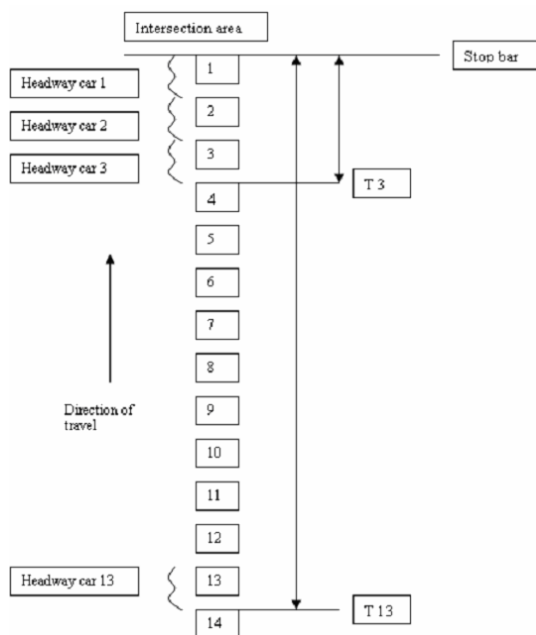 Intersection area
Stop bar
1
Headway car 1
2
Headway car 2
3
Headway car 3
4
T 3
5
6
7
8
Direction of
travel
9
10
11
12
Headway car 13
13
T 13
14